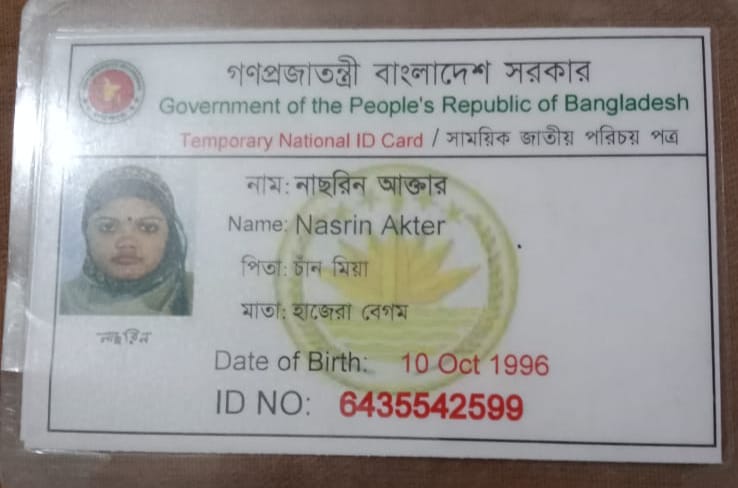 গণপ্রজাতন্ত্রী বাংলাদেশ সরকার
Government of the People's Republic of Bangladesh
Temporary National ID Card / সাময়িক জাতীয় পরিচয় পত্র
নাম: নাছরিন আক্তার
Name: Nasrin Akter
পিতা: চাঁন মিয়া
মাতা: হাজেরা বেগম
নাছরিন
Date of Birth: 10 Oct 1996
ID NO: 6435542599